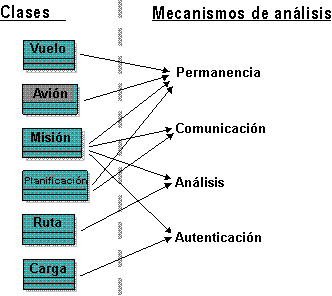 Clases
Mecanismos de análisis
Vuelo
Avión
Misión
Planificación
Ruta
Carga
Permanencia
Comunicación
Análisis
Autenticación